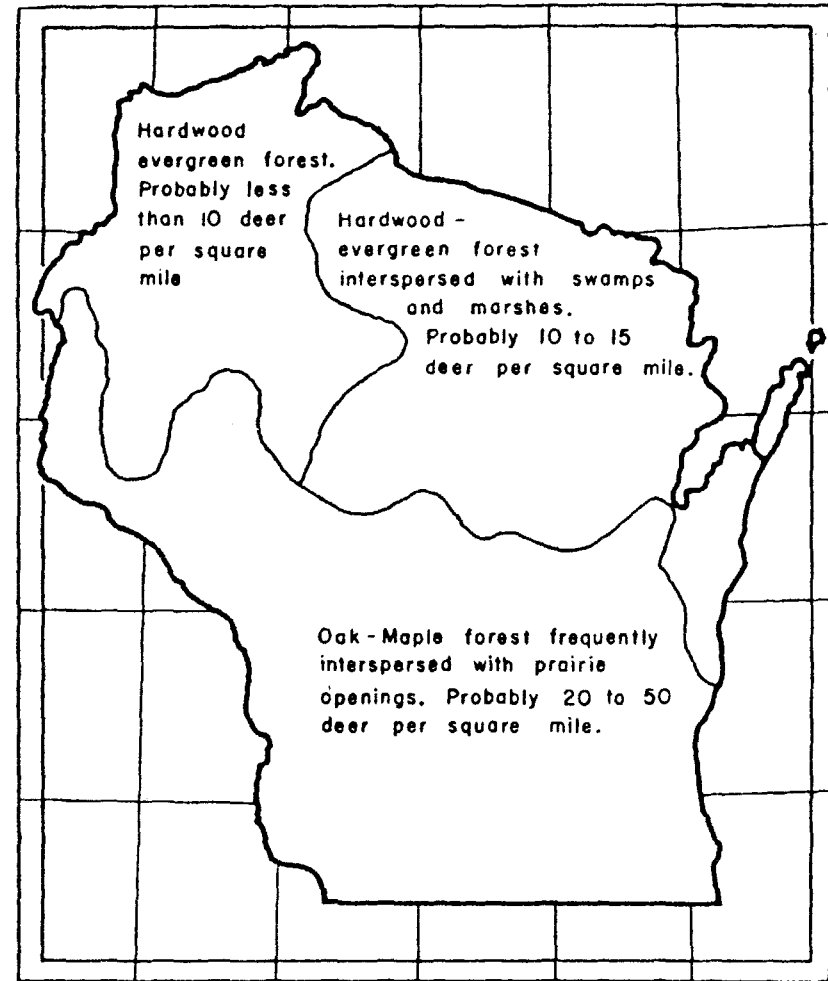 Hardwood
evergreen forest.
Probably less
than 10 deer
per square
mile
Hardwood -
evergreen forest
interspersed with swamps
and marshes.
Probably 10 to 15
deer per square mile.
Oak - Maple forest frequently
interspersed with prairie
openings. Probably 20 to 50
deer per square mile.